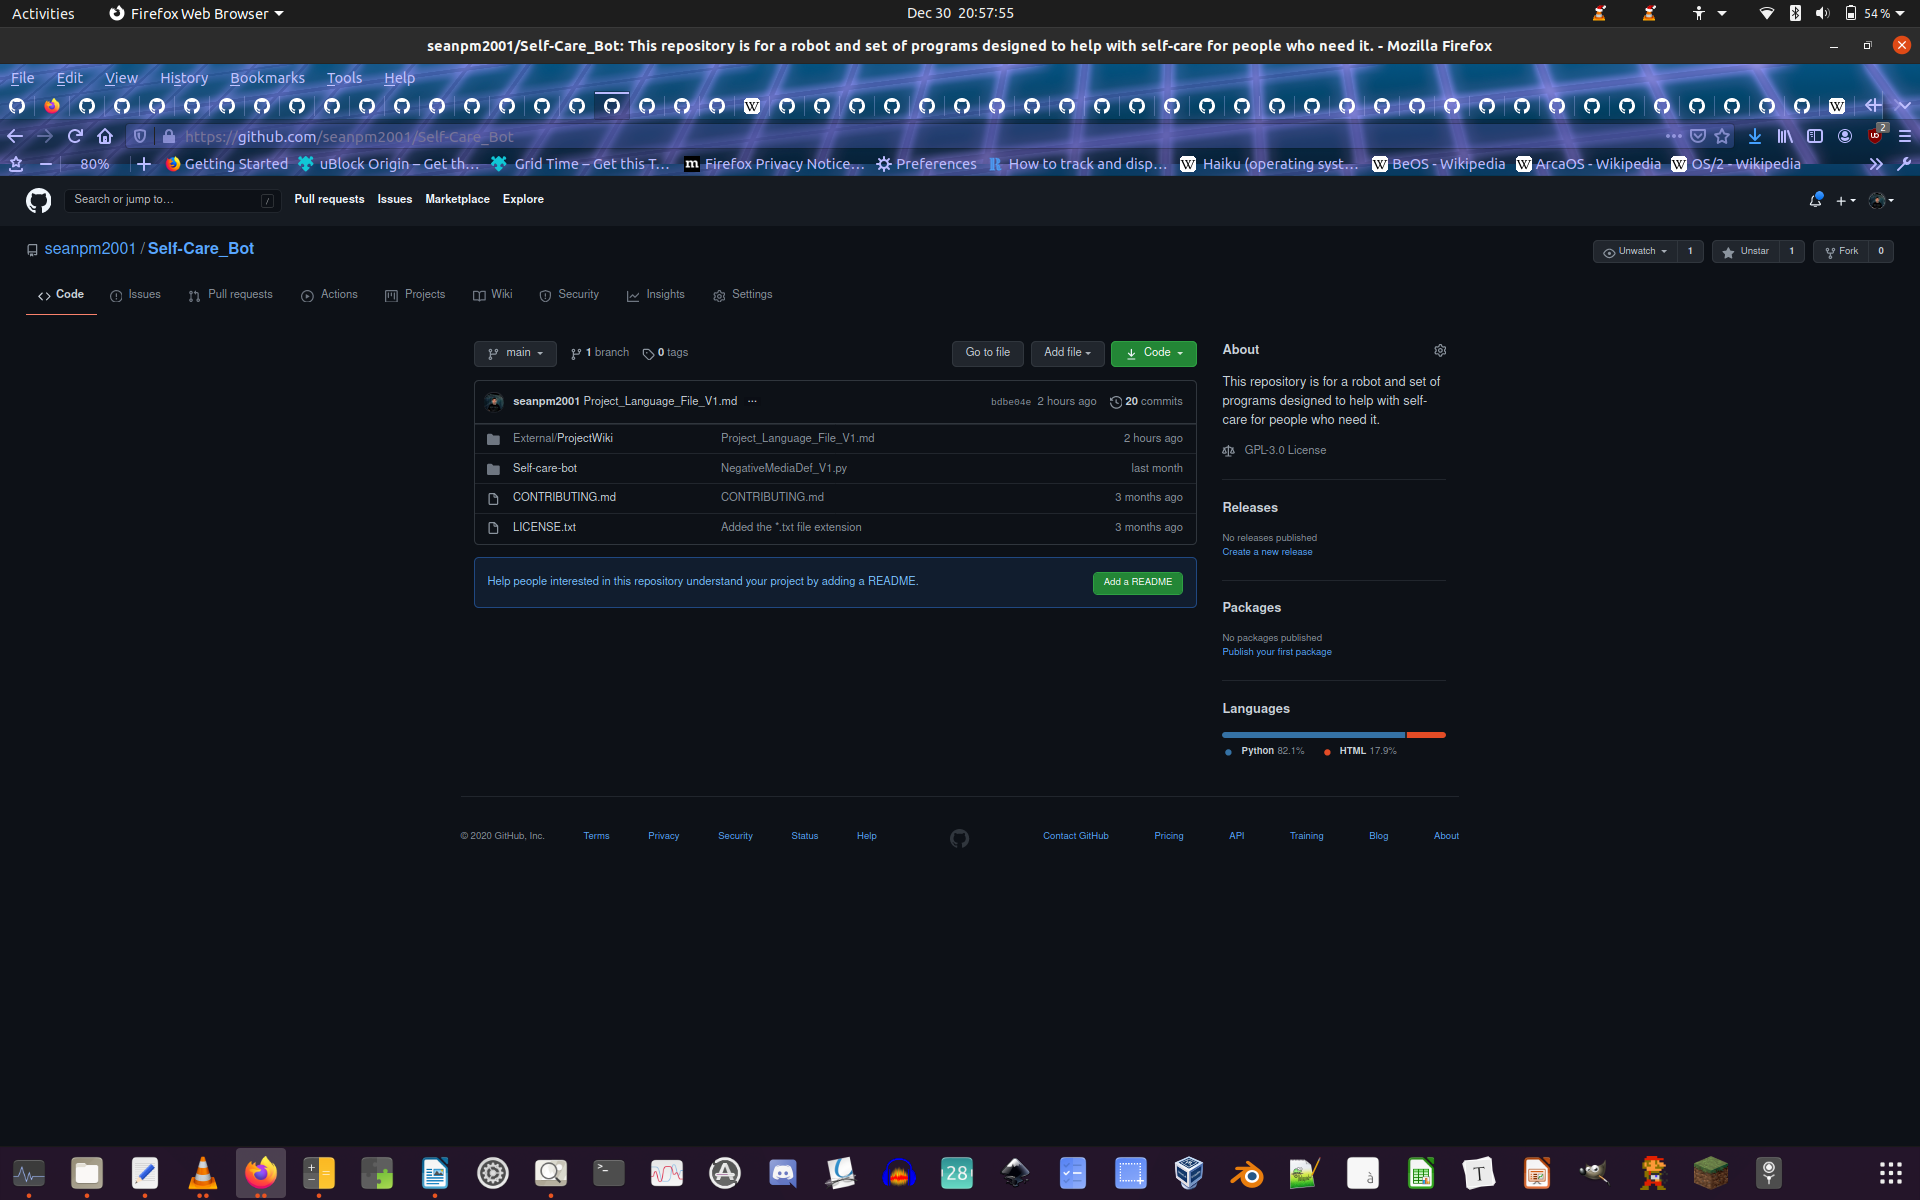 Activities Firefox Web Browser Dec 30 20:57:55 54 %
seanpm2001/Self-Care_Bot: This repository is for a robot and set of programs designed to help with self-care for people who need it. - Mozilla Firefox
File Edit View History Bookmarks Tools Help
https://github.com/seanpm2001/Self-Care_Bot 2
80% Getting Started uBlock Origin – Get th… Grid Time – Get this T… Firefox Privacy Notice… Preferences How to track and disp… Haiku (operating syst… BeOS - Wikipedia ArcaOS - Wikipedia OS/2 - Wikipedia
Search or jump to… / Pull requests Issues Marketplace Explore
seanpm2001 / Self-Care_Bot Unwatch 1 Unstar 1 Fork 0
Code Issues Pull requests Actions Projects Wiki Security Insights Settings
main 1 branch 0 tags Go to file Add file Code
seanpm2001 Project_Language_File_V1.md ... bdbe04e 2 hours ago 20 commits
External/ProjectWiki Project_Language_File_V1.md 2 hours ago
Self-care-bot NegativeMediaDef_V1.py last month
CONTRIBUTING.md CONTRIBUTING.md 3 months ago
LICENSE.txt Added the *.txt file extension 3 months ago
Help people interested in this repository understand your project by adding a README. Add a README
About
This repository is for a robot and set of
programs designed to help with self-
care for people who need it.
GPL-3.0 License
Releases
No releases published
Create a new release
Packages
No packages published
Publish your first package
Languages
Python 82.1% HTML 17.9%
© 2020 GitHub, Inc. Terms Privacy Security Status Help Contact GitHub Pricing API Training Blog About
28